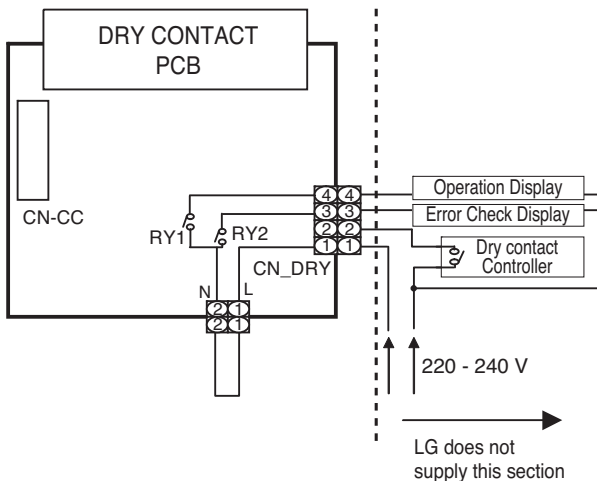 DRY CONTACT
PCB
CN-CC
RY1
RY2
4 4
3 3
2 2
1 1
CN_DRY
N L
2 1
2 1
Operation Display
Error Check Display
Dry contact
Controller
220 - 240 V
LG does not
supply this section